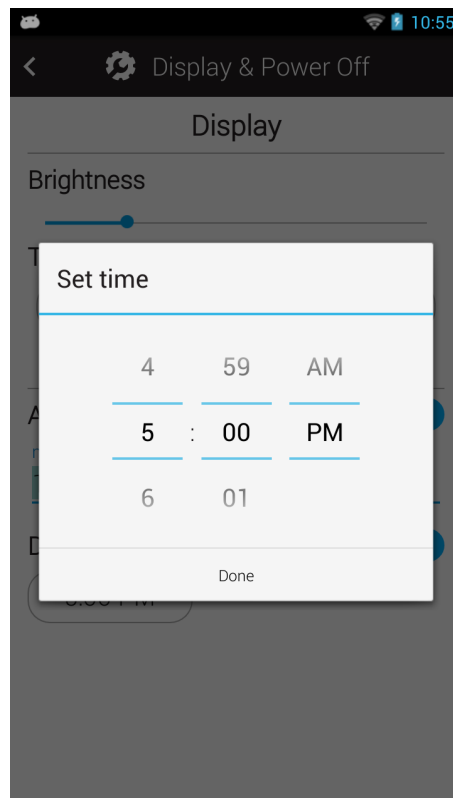 10:55
Display & Power Off
Display
Brightness
Set time
4 59 AM
5 : 00 PM
6 01
Done